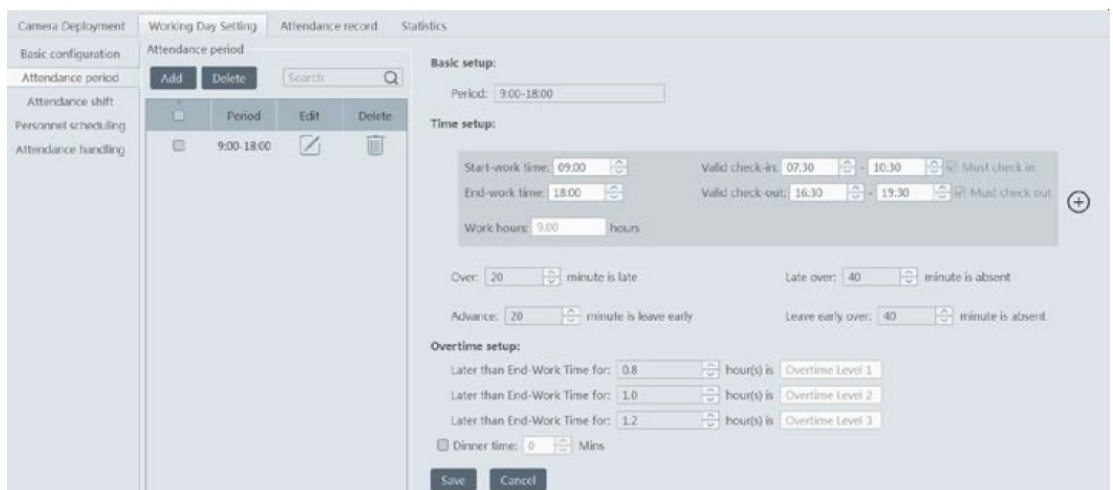 Camera Deployment Working Day Setting Attendance record Statistics
Basic configuration
Attendance period
Attendance shift
Personnel scheduling
Attendance handling
Attendance period
Add Delete Search
Period Edit Delete
9:00-18:00
Basic setup:
Period: 9:00-18:00
Time setup:
Start-work time: 09:00 Valid check-in: 07:30 - 10:30 Must check in
End-work time: 18:00 Valid check-out: 16:30 - 19:30 Must check out
Work hours: 9.00 hours
Over: 20 minute is late Late over: 40 minute is absent
Advance: 20 minute is leave early Leave early over: 40 minute is absent
Overtime setup:
Later than End-Work Time for: 0.8 hour(s) is Overtime Level 1
Later than End-Work Time for: 1.0 hour(s) is Overtime Level 2
Later than End-Work Time for: 1.2 hour(s) is Overtime Level 3
Dinner time: 0 Mins
Save Cancel